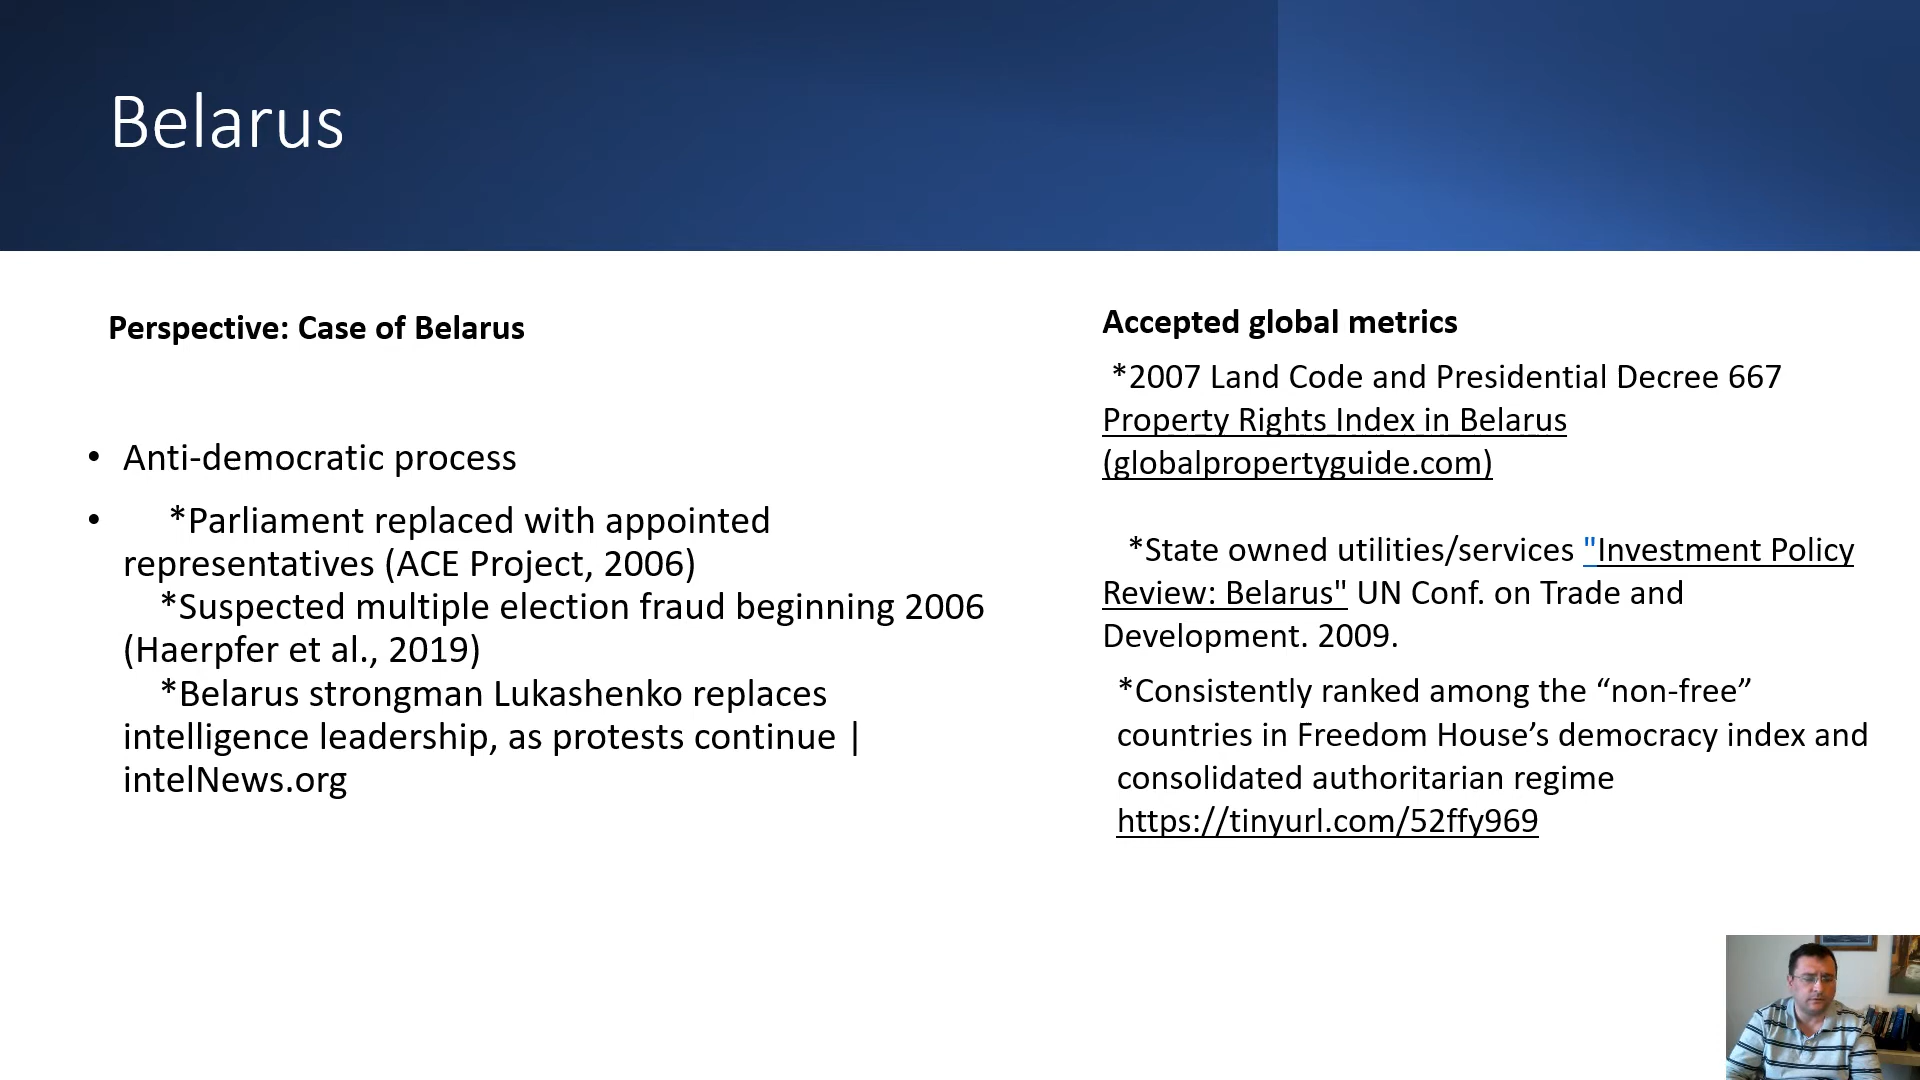 Belarus
Perspective: Case of Belarus
• Anti-democratic process
• *Parliament replaced with appointed
representatives (ACE Project, 2006)
*Suspected multiple election fraud beginning 2006
(Haerpfer et al., 2019)
*Belarus strongman Lukashenko replaces
intelligence leadership, as protests continue |
intelNews.org
Accepted global metrics
*2007 Land Code and Presidential Decree 667
Property Rights Index in Belarus
(globalpropertyguide.com)
*State owned utilities/services "Investment Policy
Review: Belarus" UN Conf. on Trade and
Development. 2009.
*Consistently ranked among the “non-free”
countries in Freedom House’s democracy index and
consolidated authoritarian regime
https://tinyurl.com/52ffy969